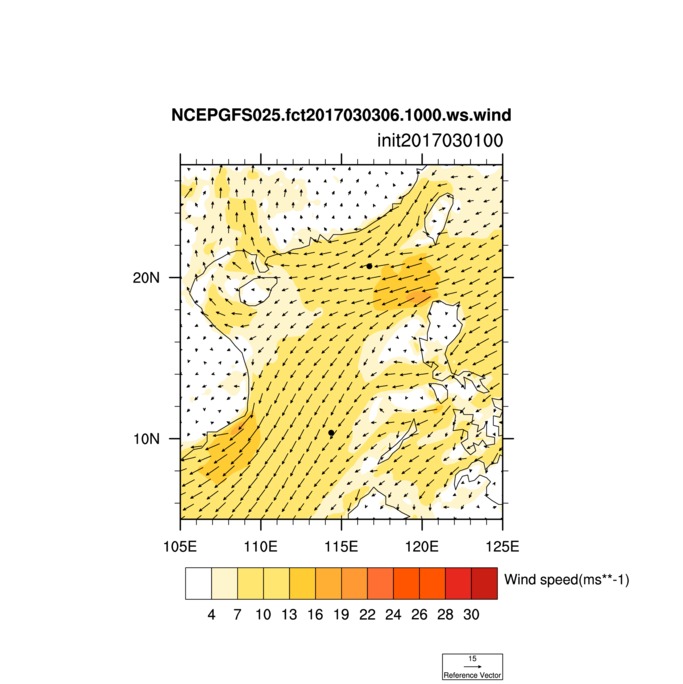 NCEPGFS025.fct2017030306.1000.ws.wind
init2017030100
20N
10N
105E 110E 115E 120E 125E
Wind speed(ms**-1)
4 7 10 13 16 19 22 24 26 28 30
15
Reference Vector